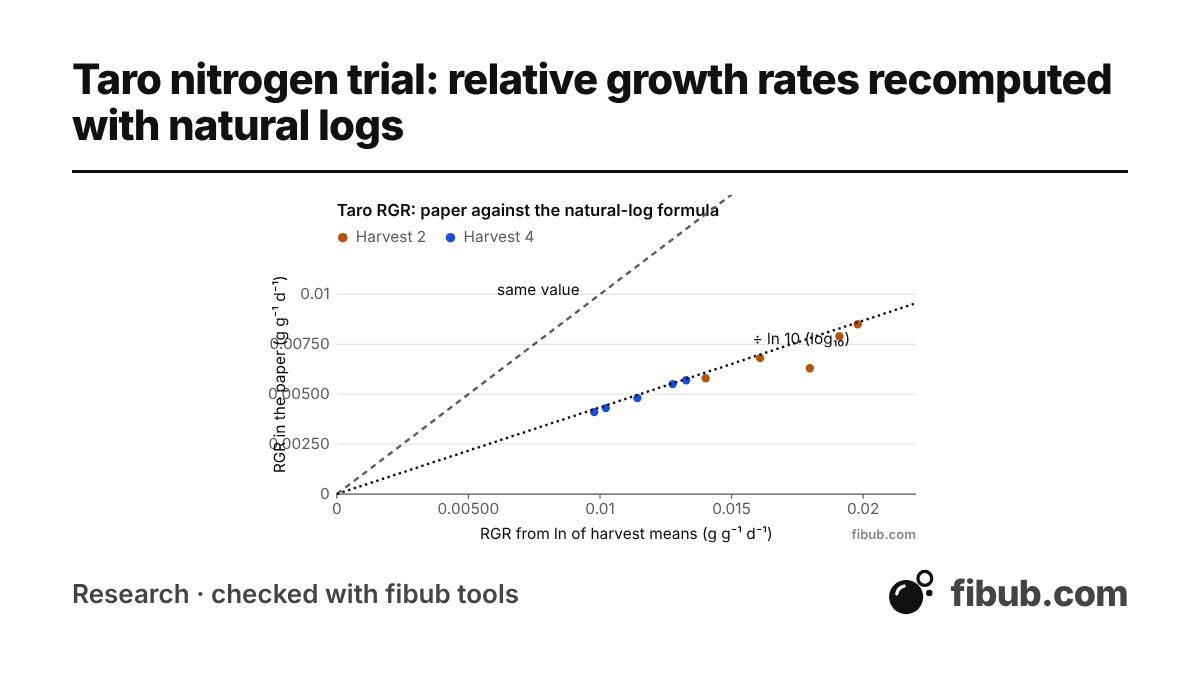 Taro nitrogen trial: relative growth rates recomputed
with natural logs
Taro RGR: paper against the natural-log formula
Harvest 2
Harvest 4
same value
÷ ln 10 (log₁₀)
RGR in the paper (g g⁻¹ d⁻¹)
0.01
0.00750
0.00500
0.00250
0
0
0.00500
0.01
0.015
0.02
RGR from ln of harvest means (g g⁻¹ d⁻¹)
fibub.com
Research · checked with fibub tools
fibub.com